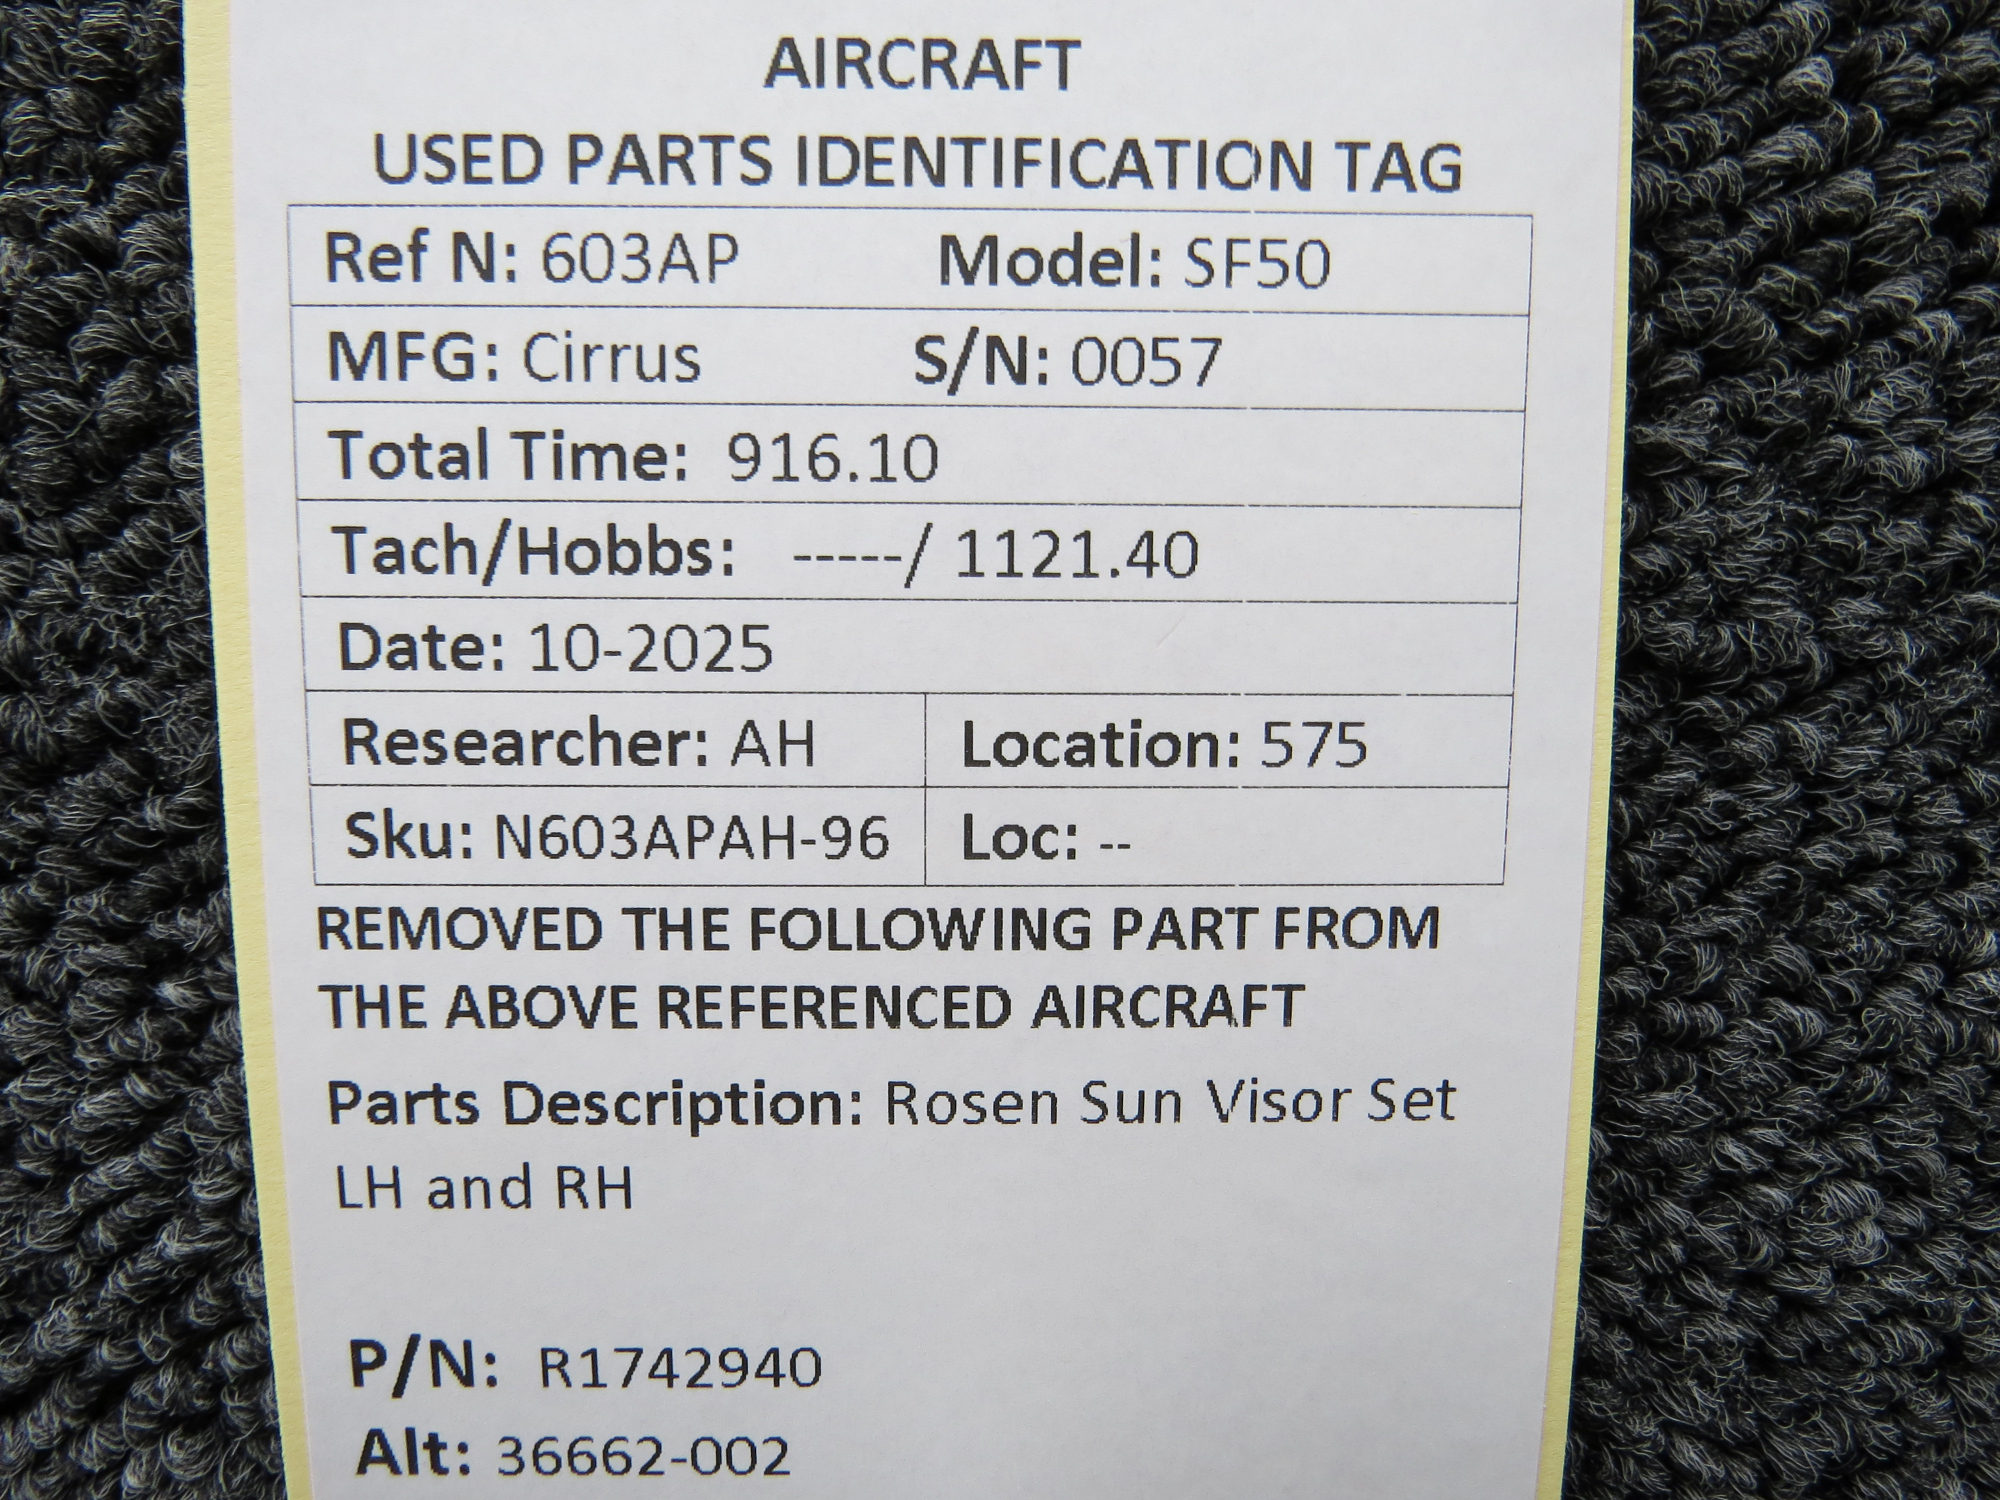 AIRCRAFT
USED PARTS IDENTIFICATION TAG
Ref N: 603AP Model: SF50
MFG: Cirrus S/N: 0057
Total Time: 916.10
Tach/Hobbs: -----/ 1121.40
Date: 10-2025
Researcher: AH Location: 575
Sku: N603APAH-96 Loc: --
REMOVED THE FOLLOWING PART FROM
THE ABOVE REFERENCED AIRCRAFT
Parts Description: Rosen Sun Visor Set
LH and RH
P/N: R1742940
Alt: 36662-002